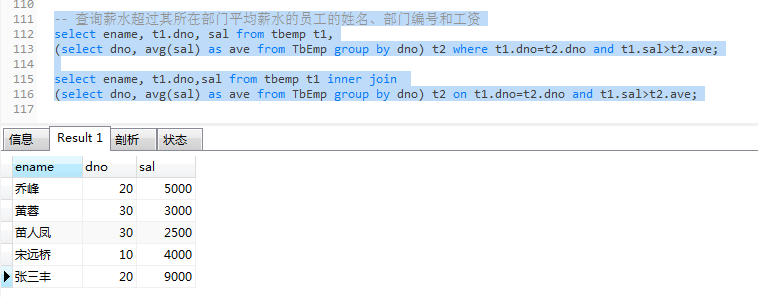 110
111 -- 查询薪水超过其所在部门平均薪水的员工的姓名、部门编号和工资
112 select ename, t1.dno, sal from tbemp t1,
113 (select dno, avg(sal) as ave from TbEmp group by dno) t2 where t1.dno=t2.dno and t1.sal>t2.ave;
114
115 select ename, t1.dno,sal from tbemp t1 inner join
116 (select dno, avg(sal) as ave from TbEmp group by dno) t2 on t1.dno=t2.dno and t1.sal>t2.ave;
117
信息 Result 1 剖析 状态
ename dno sal
乔峰 20 5000
黄蓉 30 3000
苗人凤 30 2500
宋远桥 10 4000
张三丰 20 9000